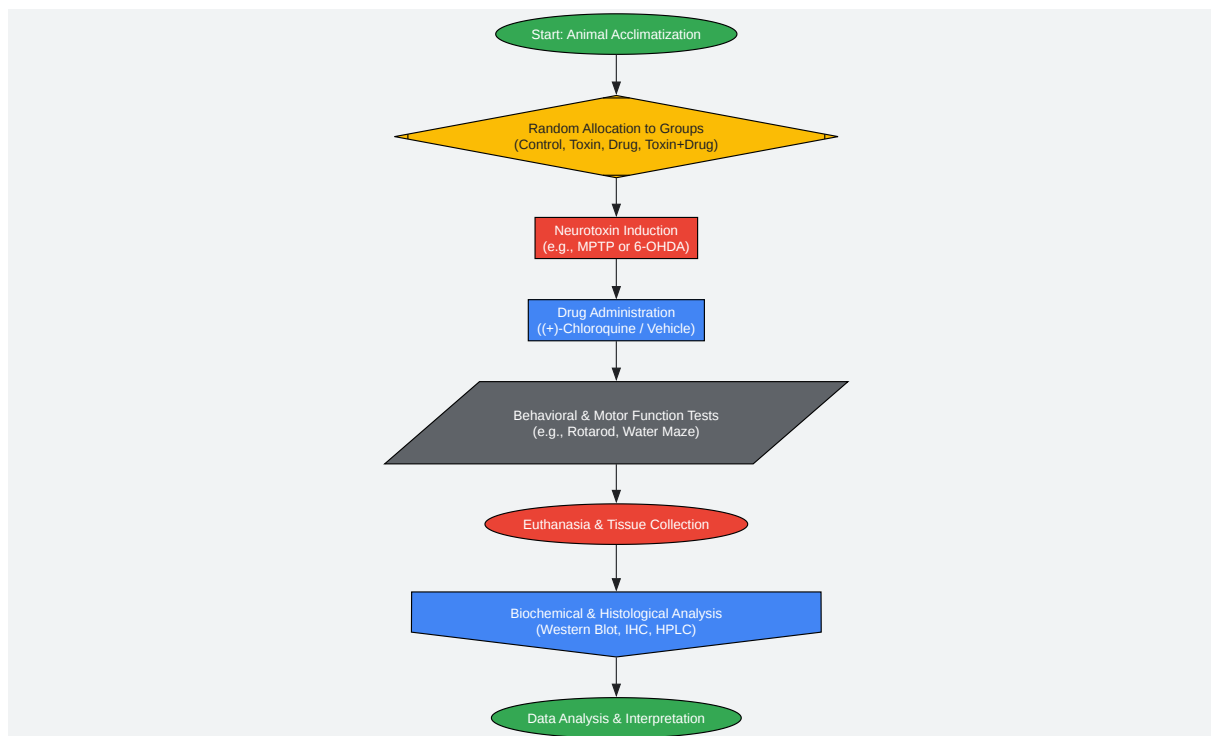 Start: Animal Acclimatization
Random Allocation to Groups
(Control, Toxin, Drug, Toxin+Drug)
Neurotoxin Induction
(e.g., MPTP or 6-OHDA)
Drug Administration
((+)-Chloroquine / Vehicle)
Behavioral & Motor Function Tests
(e.g., Rotarod, Water Maze)
Euthanasia & Tissue Collection
Biochemical & Histological Analysis
(Western Blot, IHC, HPLC)
Data Analysis & Interpretation